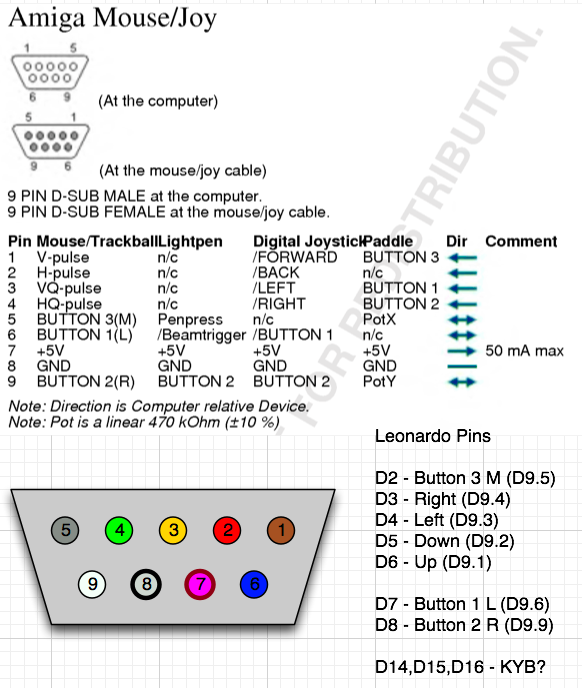 Amiga Mouse/Joy
1 5
6 9
(At the computer)
5 1
9 6
(At the mouse/joy cable)
9 PIN D-SUB MALE at the computer.
9 PIN D-SUB FEMALE at the mouse/joy cable.
Pin Mouse/Trackball Lightpen Digital Joystick Paddle Dir Comment
1 V-pulse n/c /FORWARD BUTTON 3
2 H-pulse n/c /BACK n/c
3 VQ-pulse n/c /LEFT BUTTON 1
4 HQ-pulse n/c /RIGHT BUTTON 2
5 BUTTON 3(M) Penpress n/c PotX
6 BUTTON 1(L) /Beamtrigger /BUTTON 1 n/c
7 +5V +5V +5V +5V 50 mA max
8 GND GND GND GND
9 BUTTON 2(R) BUTTON 2 BUTTON 2 PotY
Note: Direction is Computer relative Device.
Note: Pot is a linear 470 kOhm (±10 %)
T FOR REDISTRIBUTION.
5 4 3 2 1
9 8 7 6
Leonardo Pins
D2 - Button 3 M (D9.5)
D3 - Right (D9.4)
D4 - Left (D9.3)
D5 - Down (D9.2)
D6 - Up (D9.1)
D7 - Button 1 L (D9.6)
D8 - Button 2 R (D9.9)
D14,D15,D16 - KYB?